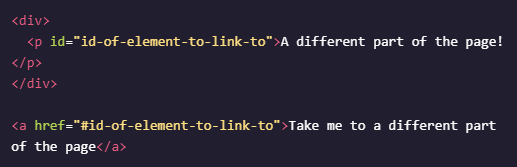 <div>
<p id="id-of-element-to-link-to">A different part of the page!
</p>
</div>
<a href="#id-of-element-to-link-to">Take me to a different part
of the page</a>